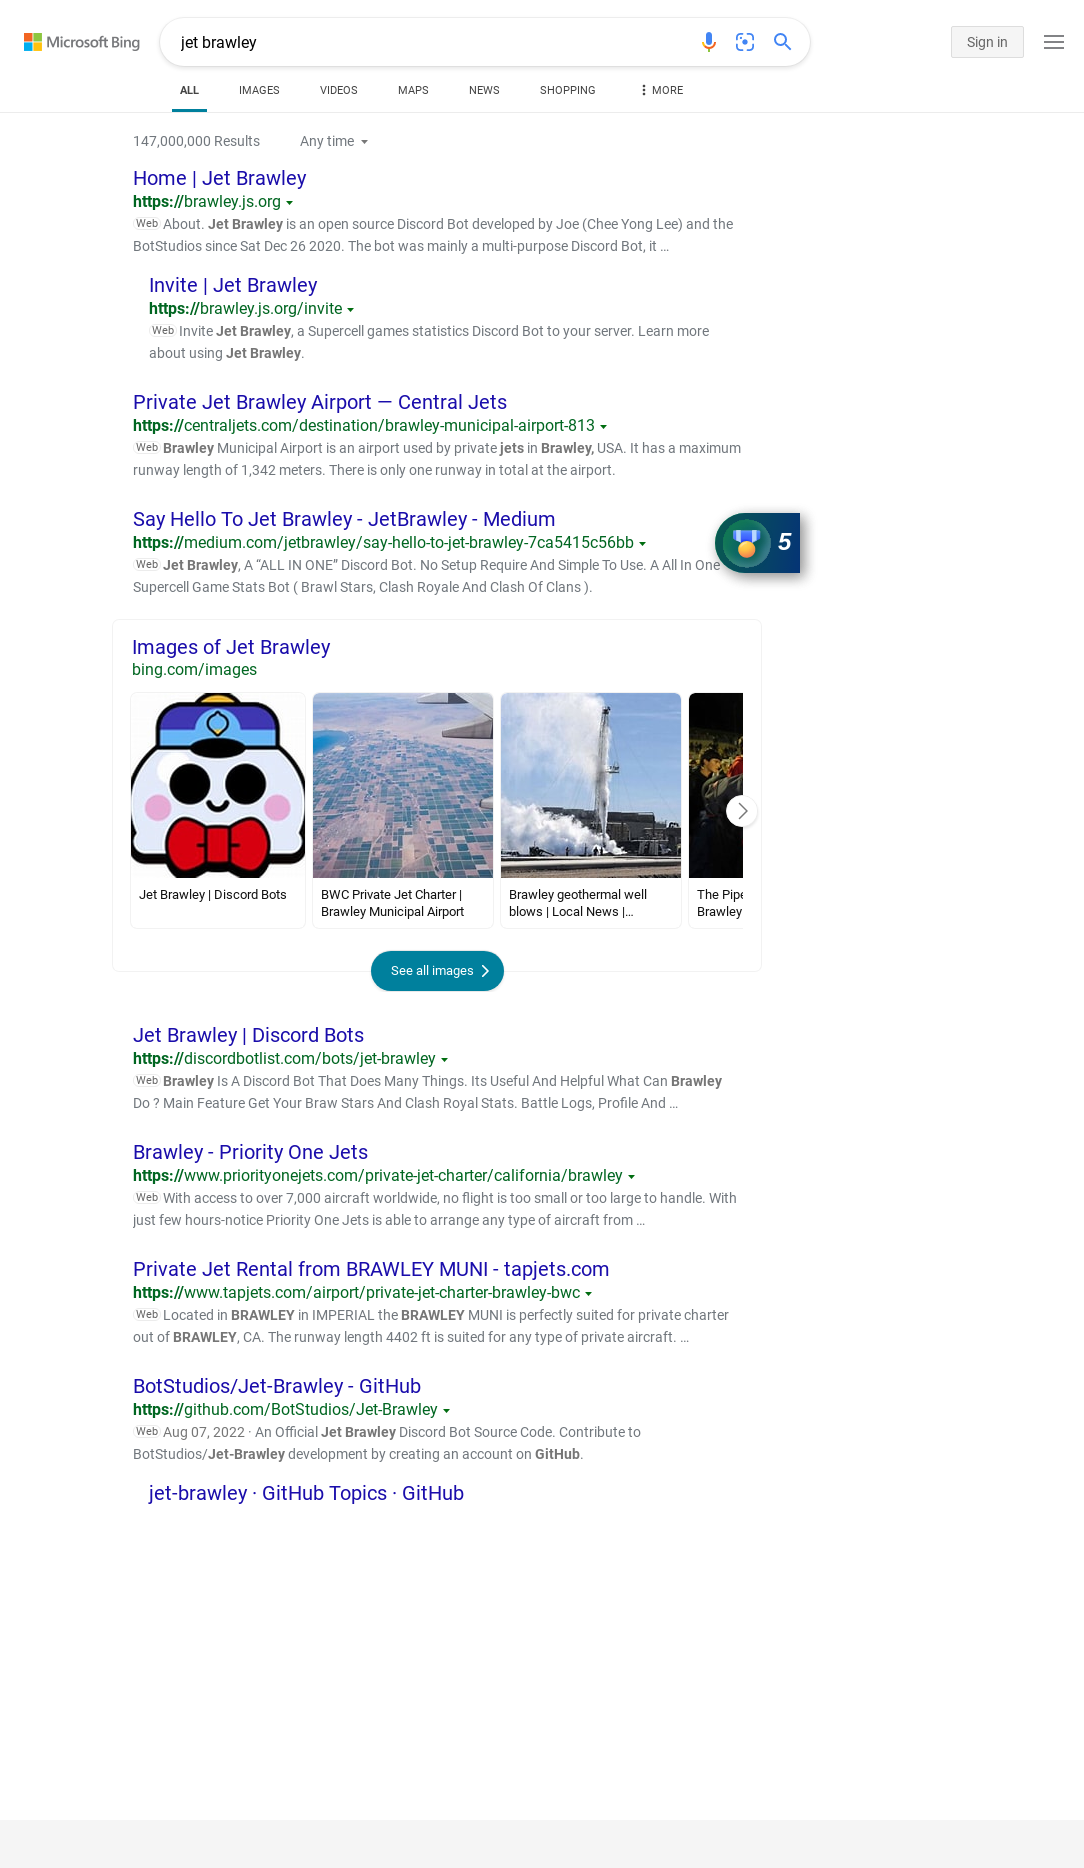 Microsoft Bing
jet brawley
Sign in
ALL IMAGES VIDEOS MAPS NEWS SHOPPING MORE
147,000,000 Results Any time
Home | Jet Brawley
https://brawley.js.org
Web About. Jet Brawley is an open source Discord Bot developed by Joe (Chee Yong Lee) and the
BotStudios since Sat Dec 26 2020. The bot was mainly a multi-purpose Discord Bot, it …
Invite | Jet Brawley
https://brawley.js.org/invite
Web Invite Jet Brawley, a Supercell games statistics Discord Bot to your server. Learn more
about using Jet Brawley.
Private Jet Brawley Airport — Central Jets
https://centraljets.com/destination/brawley-municipal-airport-813
Web Brawley Municipal Airport is an airport used by private jets in Brawley, USA. It has a maximum
runway length of 1,342 meters. There is only one runway in total at the airport.
Say Hello To Jet Brawley - JetBrawley - Medium
https://medium.com/jetbrawley/say-hello-to-jet-brawley-7ca5415c56bb
5
Web Jet Brawley, A “ALL IN ONE” Discord Bot. No Setup Require And Simple To Use. A All In One
Supercell Game Stats Bot ( Brawl Stars, Clash Royale And Clash Of Clans ).
Images of Jet Brawley
bing.com/images
Jet Brawley | Discord Bots
BWC Private Jet Charter |
Brawley Municipal Airport
Brawley geothermal well
blows | Local News |…
The Pipe
Brawley
See all images
Jet Brawley | Discord Bots
https://discordbotlist.com/bots/jet-brawley
Web Brawley Is A Discord Bot That Does Many Things. Its Useful And Helpful What Can Brawley
Do ? Main Feature Get Your Braw Stars And Clash Royal Stats. Battle Logs, Profile And …
Brawley - Priority One Jets
https://www.priorityonejets.com/private-jet-charter/california/brawley
Web With access to over 7,000 aircraft worldwide, no flight is too small or too large to handle. With
just few hours-notice Priority One Jets is able to arrange any type of aircraft from …
Private Jet Rental from BRAWLEY MUNI - tapjets.com
https://www.tapjets.com/airport/private-jet-charter-brawley-bwc
Web Located in BRAWLEY in IMPERIAL the BRAWLEY MUNI is perfectly suited for private charter
out of BRAWLEY, CA. The runway length 4402 ft is suited for any type of private aircraft. …
BotStudios/Jet-Brawley - GitHub
https://github.com/BotStudios/Jet-Brawley
Web Aug 07, 2022 · An Official Jet Brawley Discord Bot Source Code. Contribute to
BotStudios/Jet-Brawley development by creating an account on GitHub.
jet-brawley · GitHub Topics · GitHub